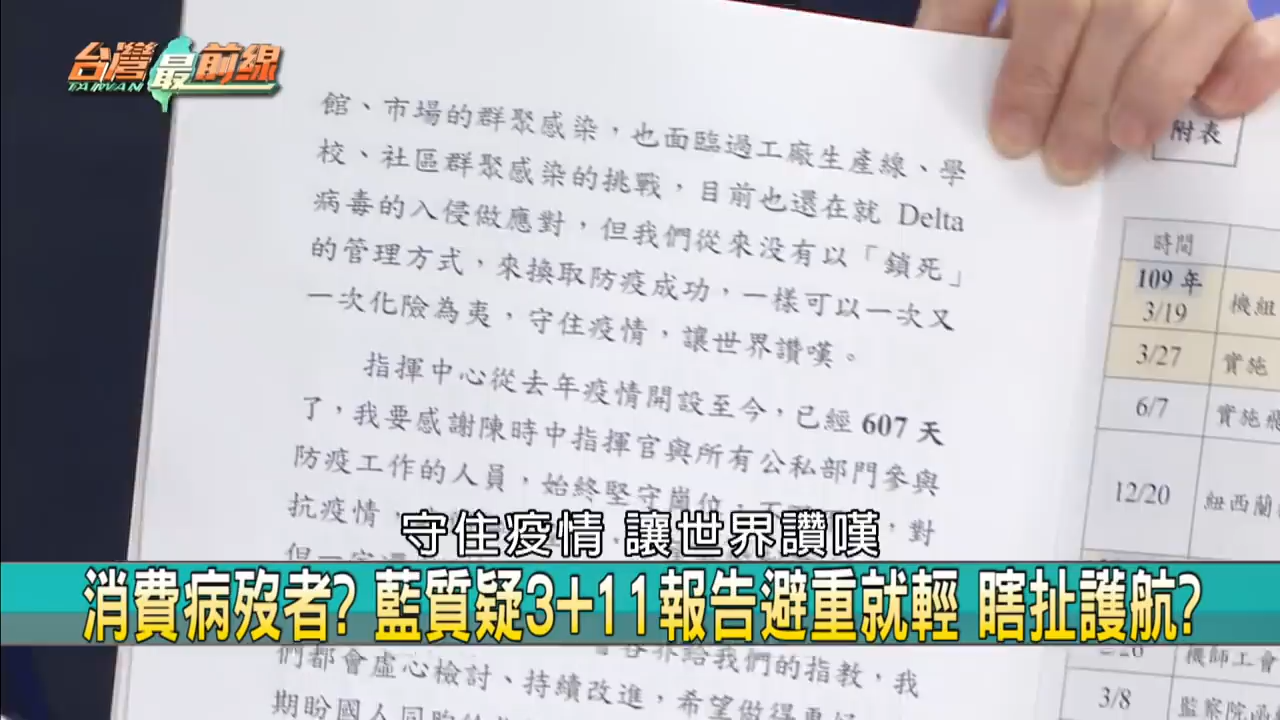 台灣最前線
TAIWAN
館、市場的群聚感染，也面臨過工廠生產線、學
校、社區群聚感染的挑戰，目前也還在就 Delta
病毒的入侵做應對，但我們從來没有以「鎖死」
的管理方式，來換取防疫成功，一樣可以一次又
一次化險為夷，守住疫情，讓世界讚嘆。
指揮中心從去年疫情開設至今，已經 607 天
了，我要感謝陳時中指揮官與所有公私部門參與
防疫工作的人員，始終堅守崗位，
抗疫情，
，對
守住疫情 讓世界讚嘆
消費病歿者? 藍質疑3+11報告避重就輕 瞎扯護航?
給我們的指教，我
們都會虛心檢討、持續改進，希望做得更好
期盼國人同胞
附表
時間
109 年
3/19
機組
3/27
實施
6/7
實施飛
12/20
紐西蘭
機師工會
3/8
監察院函